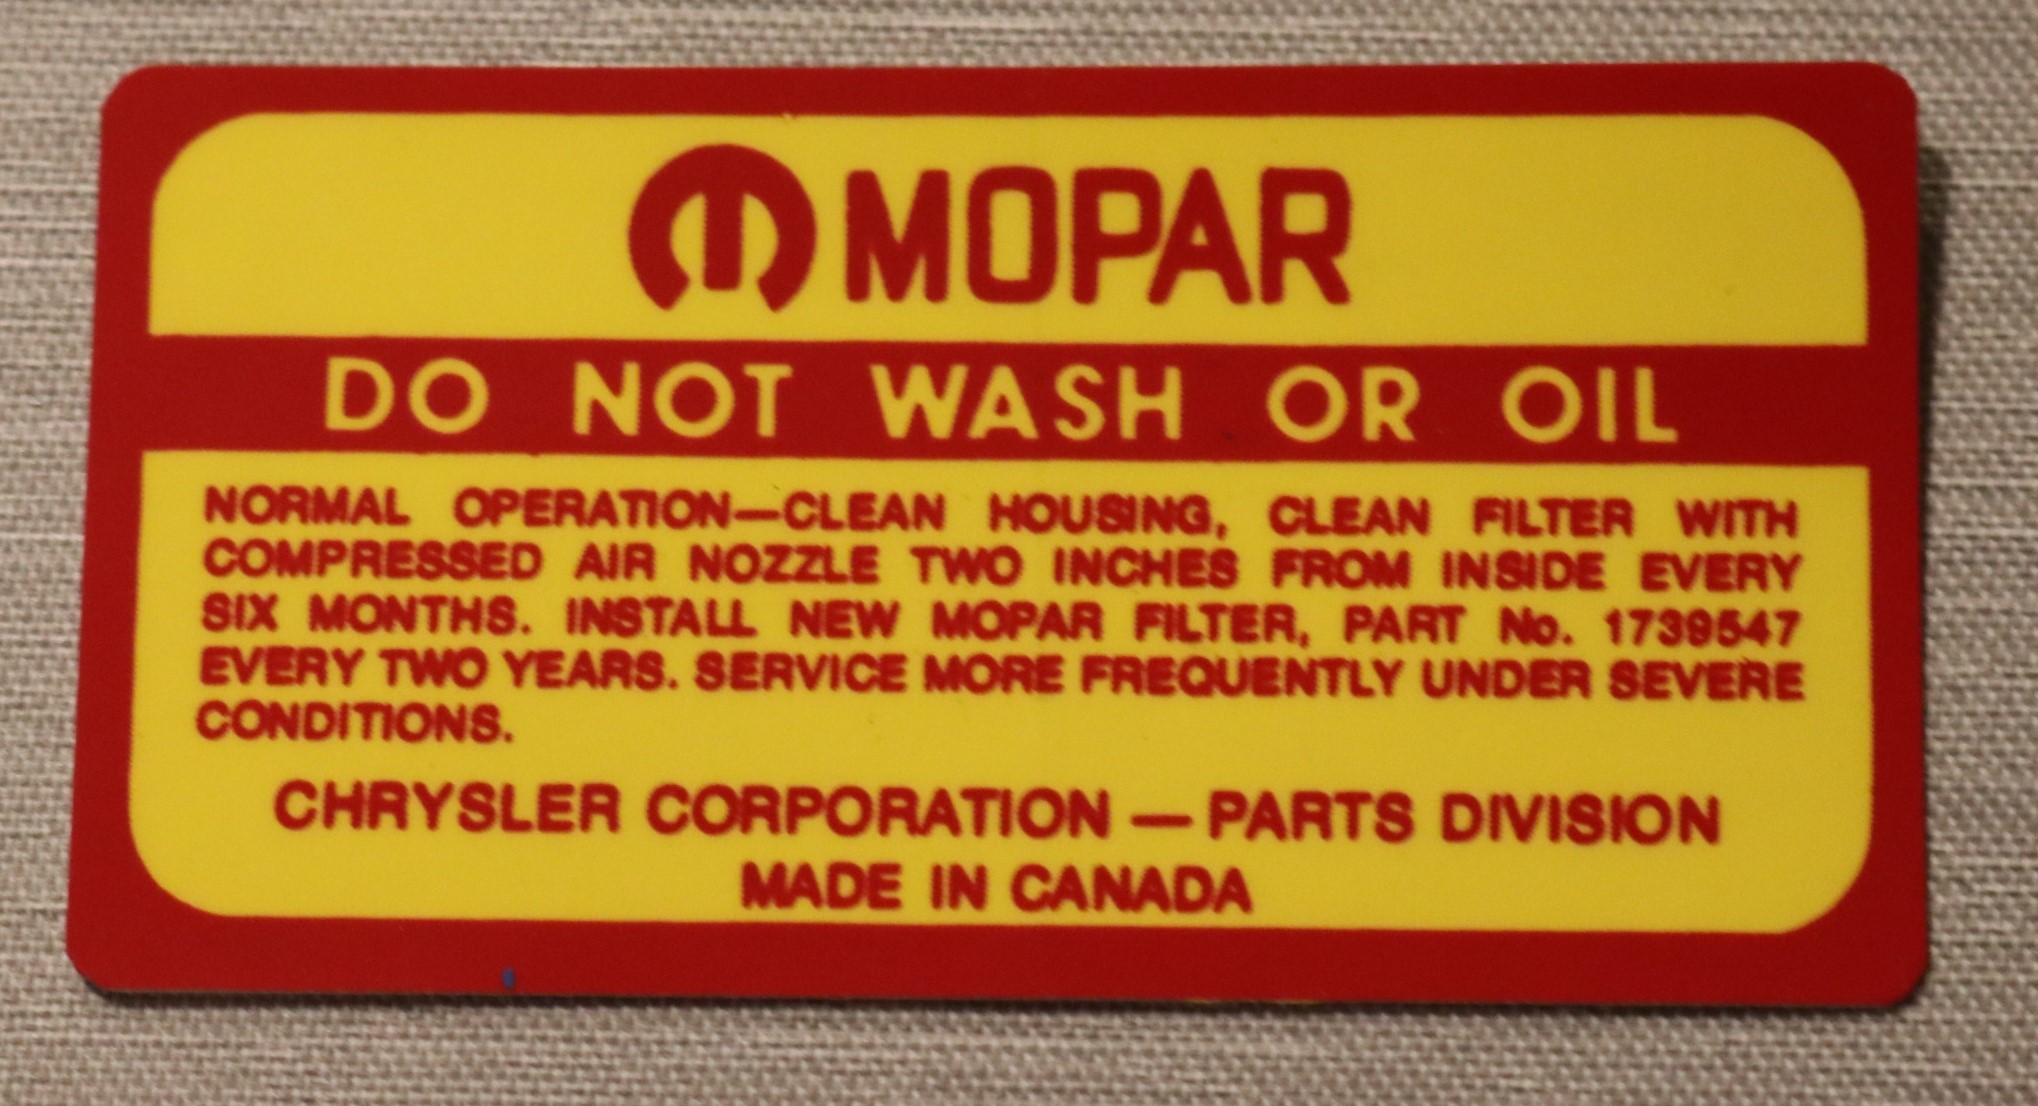 MOPAR
DO NOT WASH OR OIL
NORMAL OPERATION—CLEAN HOUSING, CLEAN FILTER WITH
COMPRESSED AIR NOZZLE TWO INCHES FROM INSIDE EVERY
SIX MONTHS. INSTALL NEW MOPAR FILTER, PART No. 1739547
EVERY TWO YEARS. SERVICE MORE FREQUENTLY UNDER SEVERE
CONDITIONS.
CHRYSLER CORPORATION — PARTS DIVISION
MADE IN CANADA